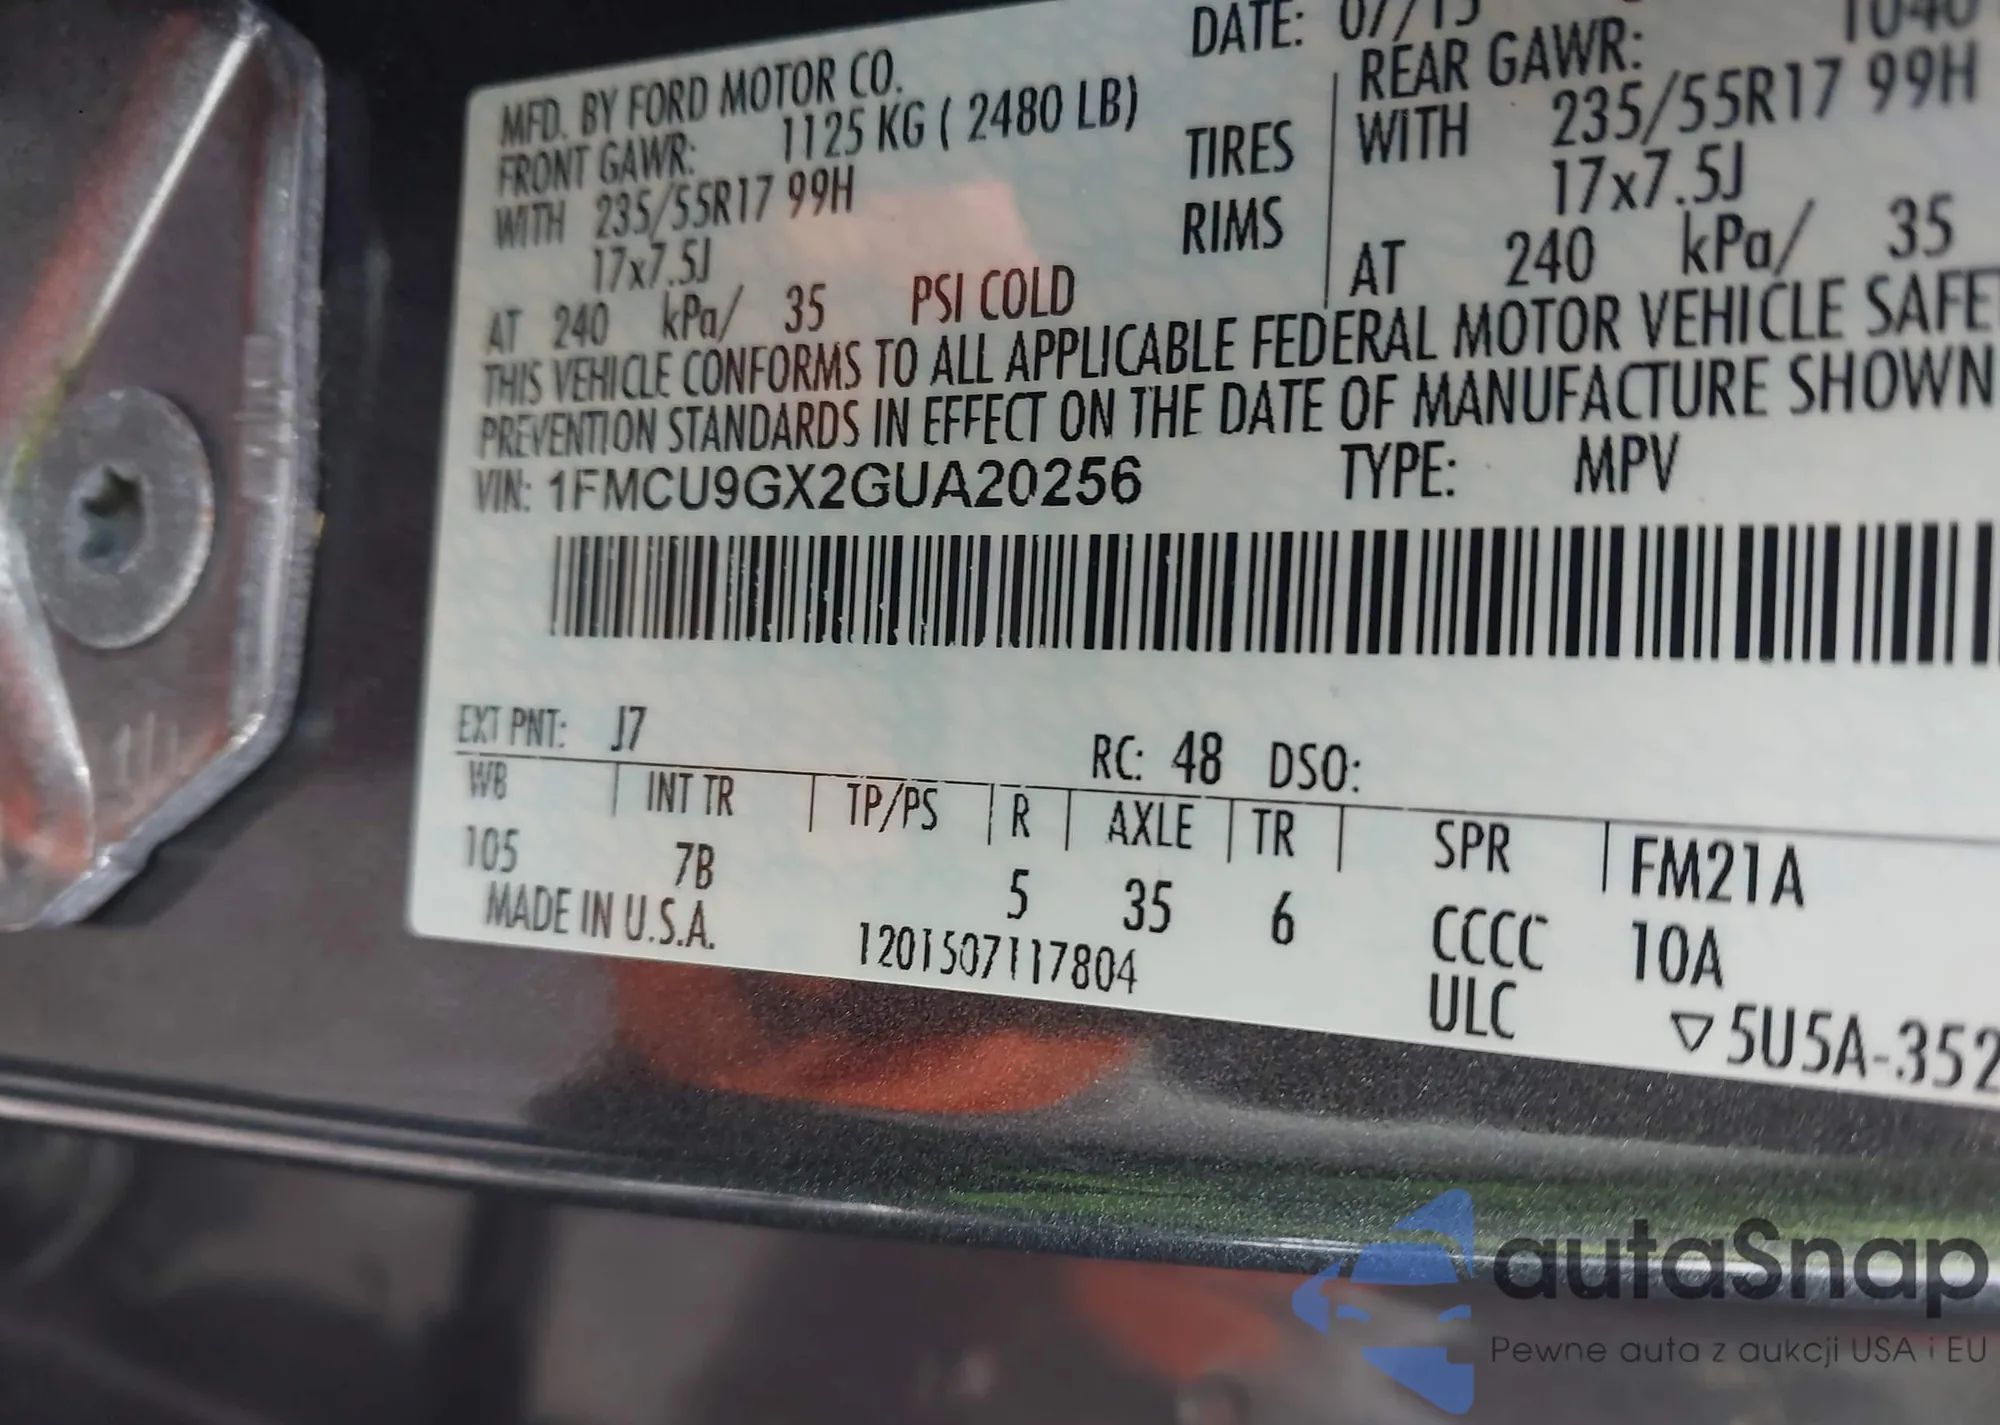 DATE: 07/15
MFD. BY FORD MOTOR CO.
FRONT GAWR: 1125 KG ( 2480 LB)
WITH 235/55R17 99H TIRES
17x7.5J RIMS
AT 240 kPa/ 35 PSI COLD
REAR GAWR: 1040
WITH 235/55R17 99H
17x7.5J
AT 240 kPa/ 35
THIS VEHICLE CONFORMS TO ALL APPLICABLE FEDERAL MOTOR VEHICLE SAFET
PREVENTION STANDARDS IN EFFECT ON THE DATE OF MANUFACTURE SHOWN
VIN: 1FMCU9GX2GUA20256 TYPE: MPV
EXT PNT: J7 RC: 48 DSO:
WB INT TR TP/PS R AXLE TR SPR FM21A
105 7B 5 35 6 CCCC 10A
MADE IN U.S.A. 1201507117804 ULC ▽5U5A-352
autaSnap
Pewne auta z aukcji USA i EU